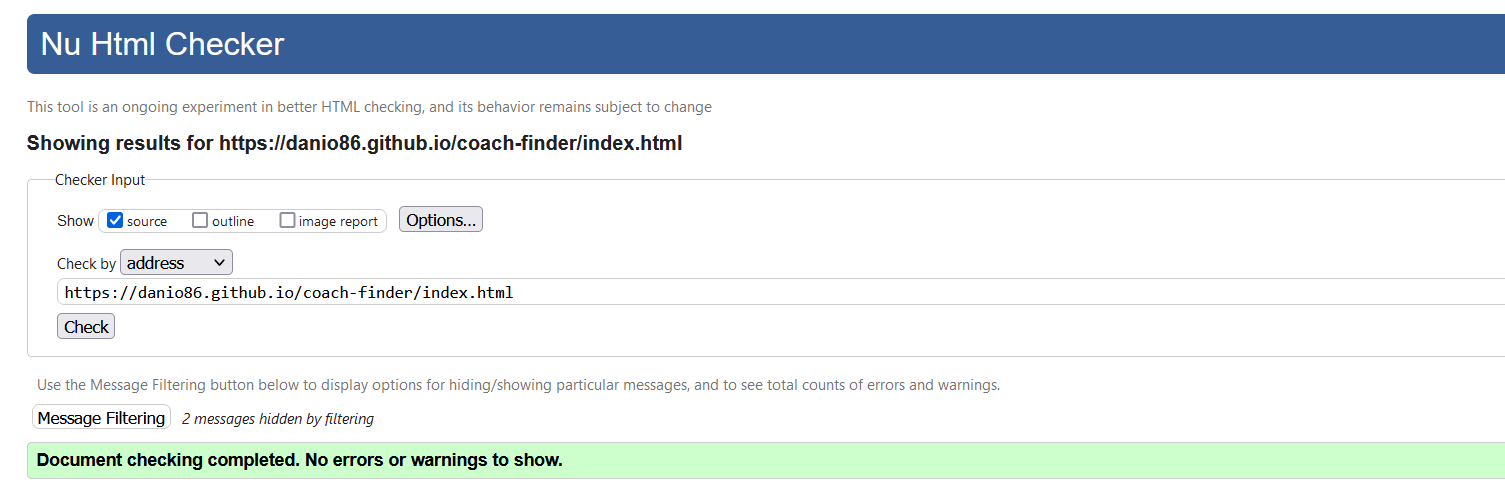 Nu Html Checker
This tool is an ongoing experiment in better HTML checking, and its behavior remains subject to change
Showing results for https://danio86.github.io/coach-finder/index.html
Checker Input
Show source outline image report Options...
Check by address
https://danio86.github.io/coach-finder/index.html
Check
Use the Message Filtering button below to display options for hiding/showing particular messages, and to see total counts of errors and warnings.
Message Filtering 2 messages hidden by filtering
Document checking completed. No errors or warnings to show.